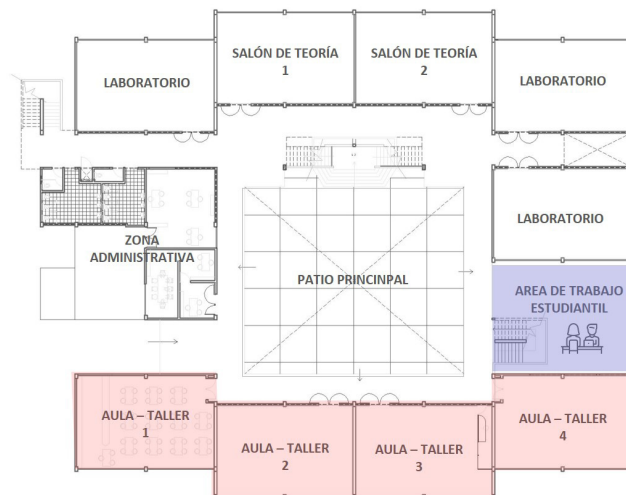 SALÓN DE TEORÍA
1
SALÓN DE TEORÍA
2
LABORATORIO
LABORATORIO
LABORATORIO
ZONA
ADMINISTRATIVA
PATIO PRINCINPAL
AREA DE TRABAJO
ESTUDIANTIL
AULA – TALLER
1
AULA – TALLER
2
AULA – TALLER
3
AULA – TALLER
4